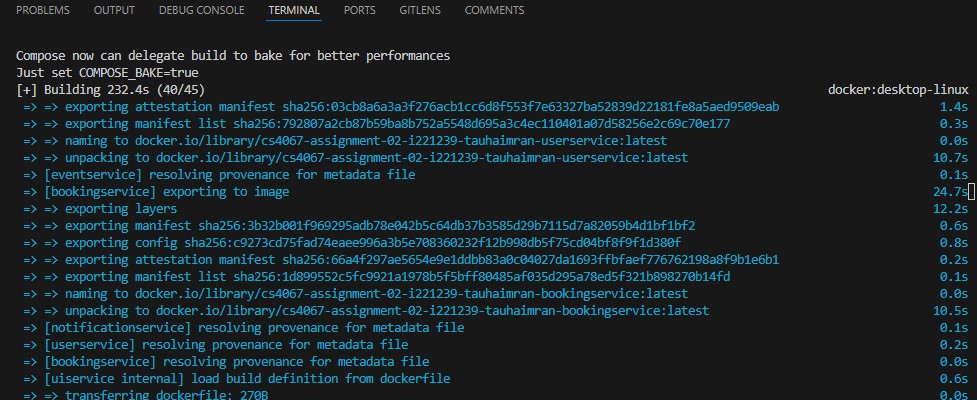 PROBLEMS OUTPUT DEBUG CONSOLE TERMINAL PORTS GITLENS COMMENTS
Compose now can delegate build to bake for better performances
Just set COMPOSE_BAKE=true
[+] Building 232.4s (40/45) docker:desktop-linux
=> => exporting attestation manifest sha256:03cb8a6a3a3f276acb1cc6d8f553f7e63327ba52839d22181fe8a5aed9509eab 1.4s
=> => exporting manifest list sha256:792807a2cb87b59ba8b752a5548d695a3c4ec110401a07d58256e2c69c70e177 0.3s
=> => naming to docker.io/library/cs4067-assignment-02-i221239-tauhaimran-userservice:latest 0.0s
=> => unpacking to docker.io/library/cs4067-assignment-02-i221239-tauhaimran-userservice:latest 10.7s
=> [eventservice] resolving provenance for metadata file 0.1s
=> [bookingservice] exporting to image 24.7s
=> => exporting layers 12.2s
=> => exporting manifest sha256:3b32b001f969295adb78e042b5c64db37b3585d29b7115d7a82059b4d1bf1bf2 0.6s
=> => exporting config sha256:c9273cd75fad74eaee996a3b5e708360232f12b998db5f75cd04bf8f9f1d380f 0.8s
=> => exporting attestation manifest sha256:66a4f297ae5654e9e1ddbb83a0c04027da1693ffbfaef776762198a8f9b1e6b1 0.2s
=> => exporting manifest list sha256:1d899552c5fc9921a1978b5f5bff80485af035d295a78ed5f321b898270b14fd 0.1s
=> => naming to docker.io/library/cs4067-assignment-02-i221239-tauhaimran-bookingservice:latest 0.0s
=> => unpacking to docker.io/library/cs4067-assignment-02-i221239-tauhaimran-bookingservice:latest 10.5s
=> [notificationservice] resolving provenance for metadata file 0.1s
=> [userservice] resolving provenance for metadata file 0.2s
=> [bookingservice] resolving provenance for metadata file 0.0s
=> [uiservice internal] load build definition from dockerfile 0.6s
=> => transferring dockerfile: 270B 0.0s